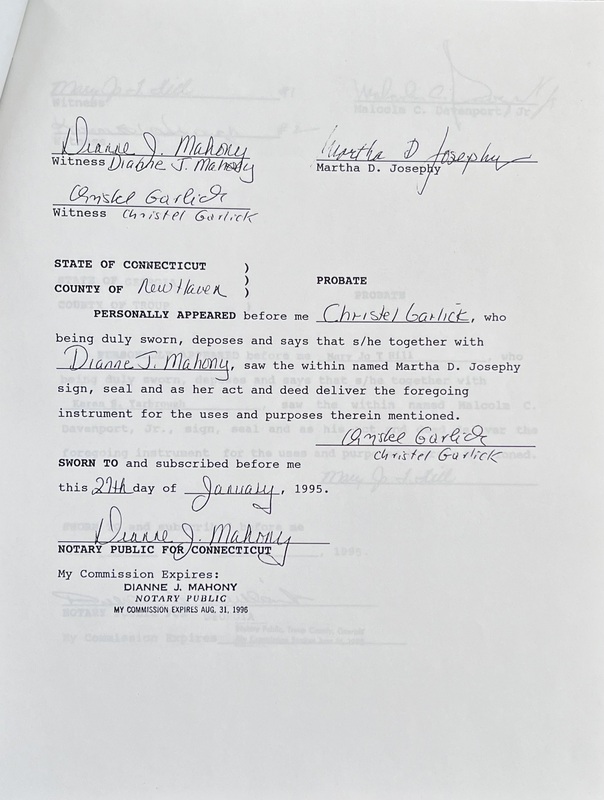 Dianne J. Mahony
Witness Dianne J. Mahony
Martha D Josephy
Martha D. Josephy
Christel Garlick
Witness Christel Garlick
STATE OF CONNECTICUT )
)
COUNTY OF New Haven )
PROBATE
PERSONALLY APPEARED before me Christel Garlick, who
being duly sworn, deposes and says that s/he together with
Dianne J. Mahony, saw the within named Martha D. Josephy
sign, seal and as her act and deed deliver the foregoing
instrument for the uses and purposes therein mentioned.
Christel Garlick
Christel Garlick
SWORN TO and subscribed before me
this 27th day of January, 1995.
Dianne J. Mahony
NOTARY PUBLIC FOR CONNECTICUT
My Commission Expires:
DIANNE J. MAHONY
NOTARY PUBLIC
MY COMMISSION EXPIRES AUG. 31, 1996